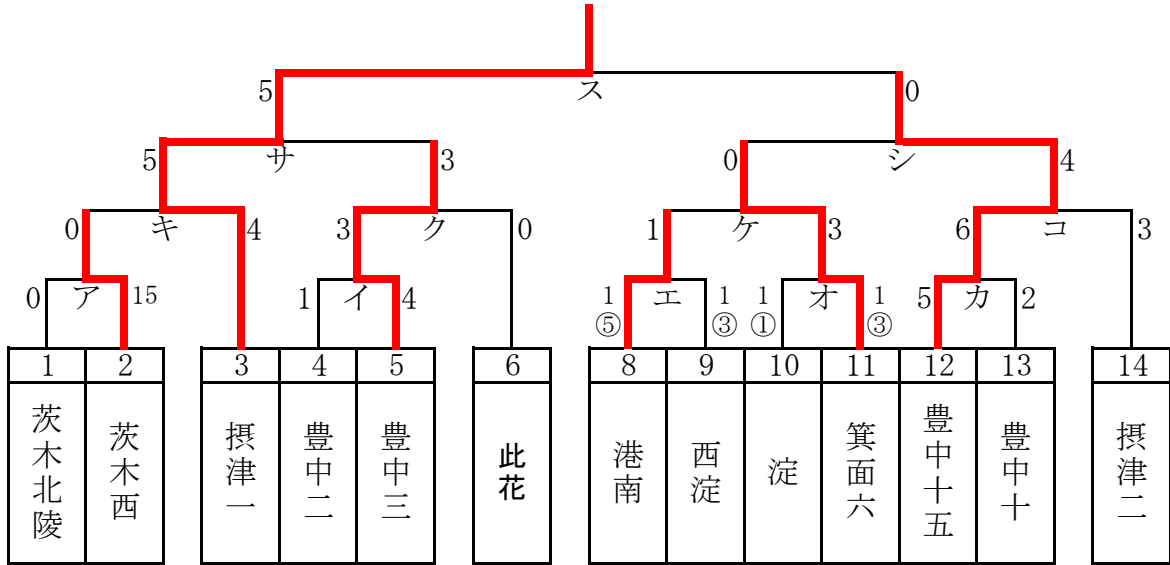 5 ス 0
5 サ 3 0 シ 4
0 キ 4 3 ク 0 1 ケ 3 6 コ 3
0 ア 15 1 イ 4 1 エ 1 1 オ 1 5 カ 2
⑤ ③ ① ③
1 2 3 4 5 6 8 9 10 11 12 13 14
茨木北陵
茨木西
摂津一
豊中二
豊中三
此花
港南
西淀
淀
箕面六
豊中十五
豊中十
摂津二